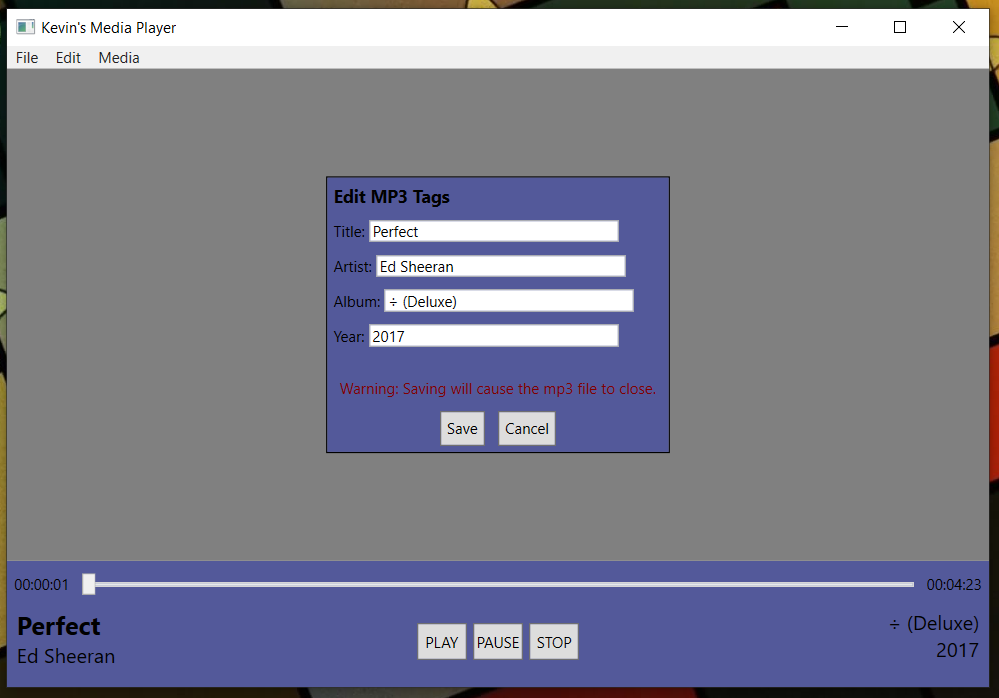 Kevin's Media Player
File Edit Media
Edit MP3 Tags
Title: Perfect
Artist: Ed Sheeran
Album: ÷ (Deluxe)
Year: 2017
Warning: Saving will cause the mp3 file to close.
Save Cancel
00:00:01 00:04:23
Perfect
Ed Sheeran
PLAY PAUSE STOP
÷ (Deluxe)
2017